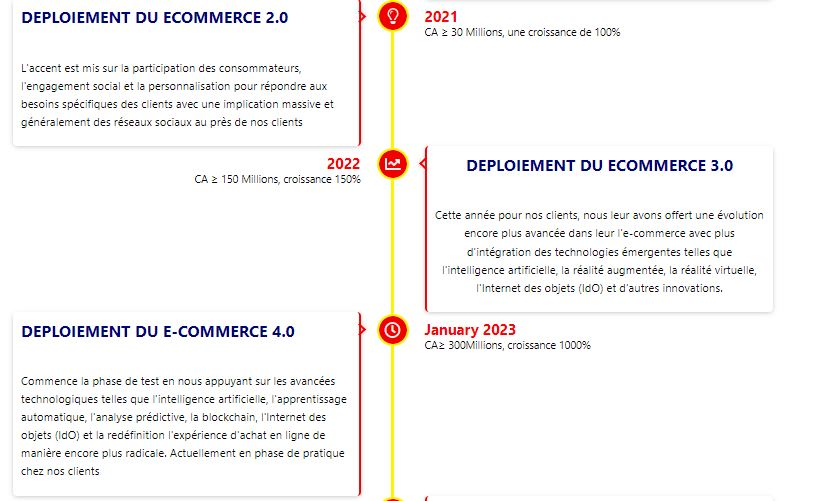 DEPLOIEMENT DU ECOMMERCE 2.0
L'accent est mis sur la participation des consommateurs,
l'engagement social et la personnalisation pour répondre aux
besoins spécifiques des clients avec une implication massive et
généralement des réseaux sociaux au près de nos clients
2021
CA ≥ 30 Millions, une croissance de 100%
2022
CA ≥ 150 Millions, croissance 150%
DEPLOIEMENT DU ECOMMERCE 3.0
Cette année pour nos clients, nous leur avons offert une évolution
encore plus avancée dans leur l'e-commerce avec plus
d'intégration des technologies émergentes telles que
l'intelligence artificielle, la réalité augmentée, la réalité virtuelle,
l'Internet des objets (IdO) et d'autres innovations.
DEPLOIEMENT DU E-COMMERCE 4.0
Commence la phase de test en nous appuyant sur les avancées
technologiques telles que l'intelligence artificielle, l'apprentissage
automatique, l'analyse prédictive, la blockchain, l'Internet des
objets (IdO) et la redéfinition l'expérience d'achat en ligne de
manière encore plus radicale. Actuellement en phase de pratique
chez nos clients
January 2023
CA≥ 300Millions, croissance 1000%